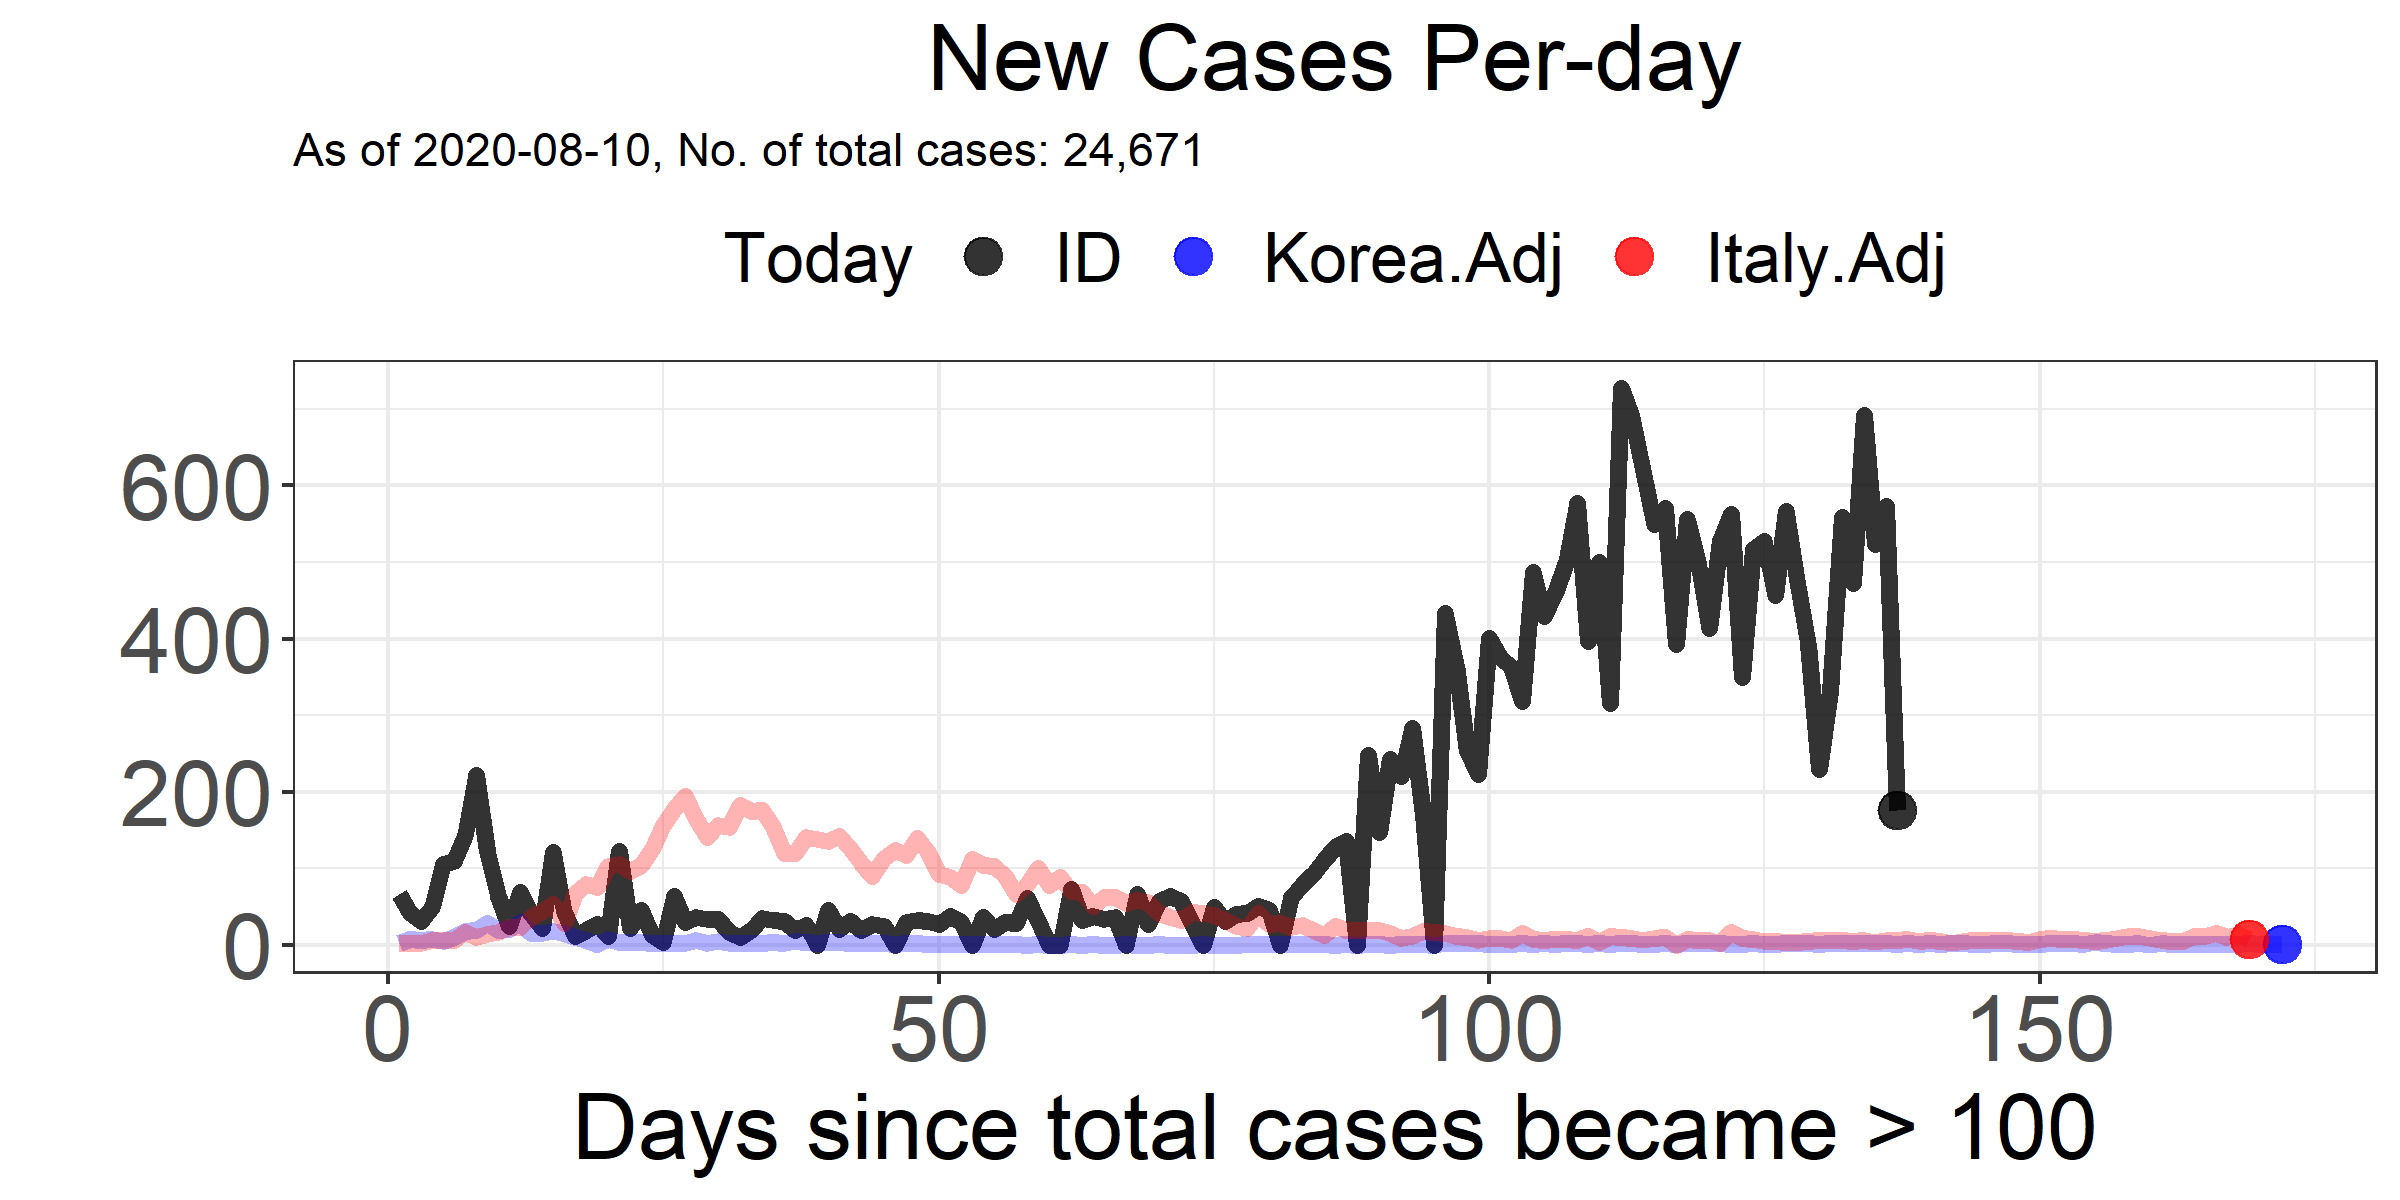 New Cases Per-day
As of 2020-08-10, No. of total cases: 24,671
Today ID Korea.Adj Italy.Adj
600
400
200
0
0 50 100 150
Days since total cases became > 100